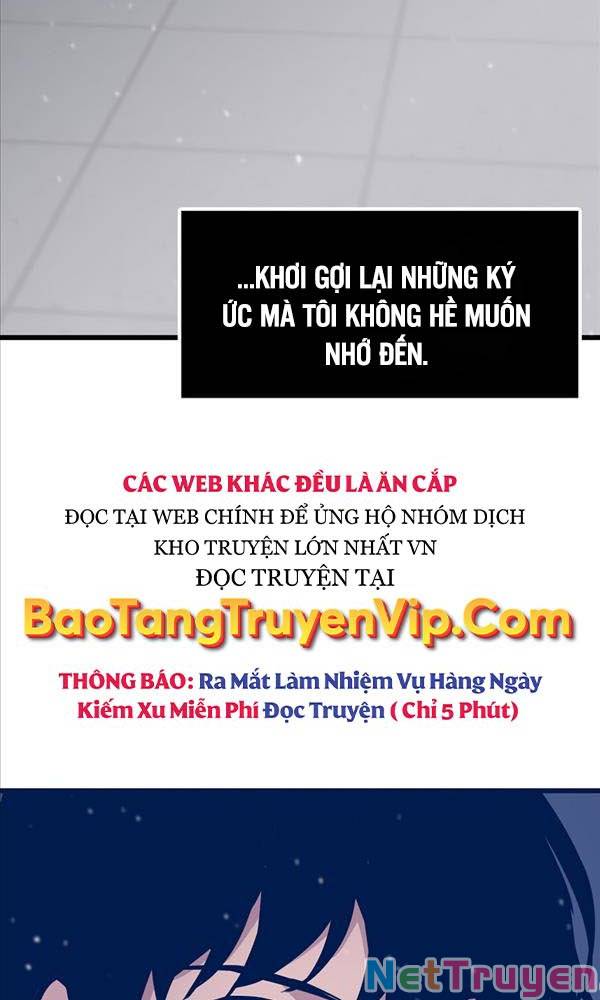 ...KHƠI GỢI LẠI NHỮNG KÝ
ỨC MÀ TÔI KHÔNG HỀ MUỐN
NHỚ ĐẾN.
CÁC WEB KHÁC ĐỀU LÀ ĂN CẮP
ĐỌC TẠI WEB CHÍNH ĐỂ ỦNG HỘ NHÓM DỊCH
KHO TRUYỆN LỚN NHẤT VN
ĐỌC TRUYỆN TẠI
BaoTangTruyenVip.Com
THÔNG BÁO: Ra Mắt Làm Nhiệm Vụ Hàng Ngày
Kiếm Xu Miễn Phí Đọc Truyện ( Chỉ 5 Phút)
NetTruyen